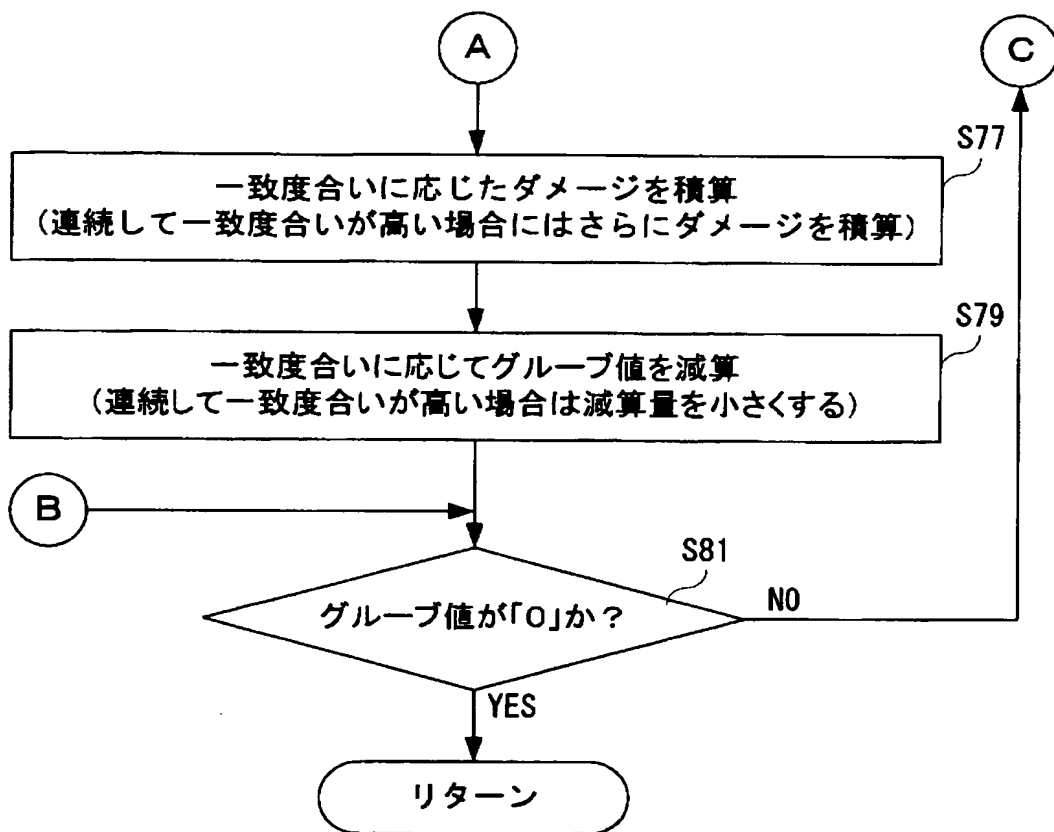 A
C
S77
一致度合いに応じたダメージを積算
(連続して一致度合いが高い場合にはさらにダメージを積算)
S79
一致度合いに応じてグルーブ値を減算
(連続して一致度合いが高い場合は減算量を小さくする)
B
S81
グルーブ値が「0」か？
NO
YES
リターン